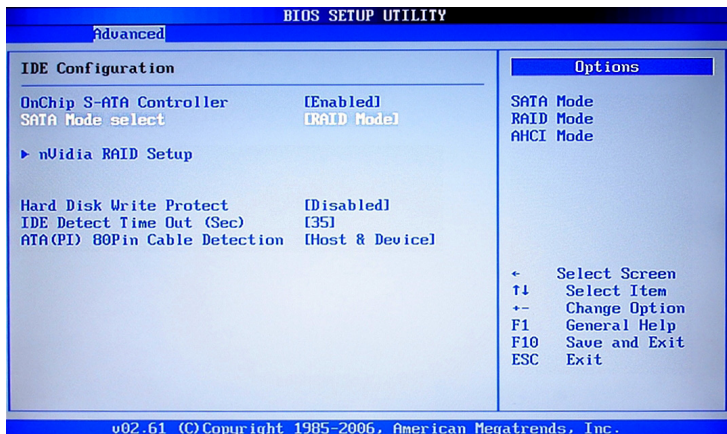 BIOS SETUP UTILITY
Advanced
IDE Configuration
OnChip S-ATA Controller [Enabled]
SATA Mode select [RAID Mode]
▶ nVidia RAID Setup
Hard Disk Write Protect [Disabled]
IDE Detect Time Out (Sec) [35]
ATA(PI) 80Pin Cable Detection [Host & Device]
Options
SATA Mode
RAID Mode
AHCI Mode
← Select Screen
↑↓ Select Item
+- Change Option
F1 General Help
F10 Save and Exit
ESC Exit
v02.61 (C)Copyright 1985-2006, American Megatrends, Inc.